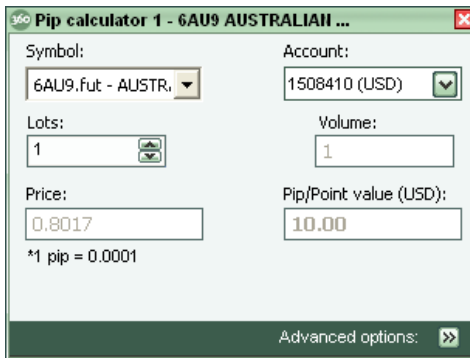 360 Pip calculator 1 - 6AU9 AUSTRALIAN ...
Symbol: Account:
6AU9.fut - AUSTR. 1508410 (USD)
Lots: Volume:
1 1
Price: Pip/Point value (USD):
0.8017 10.00
*1 pip = 0.0001
Advanced options: